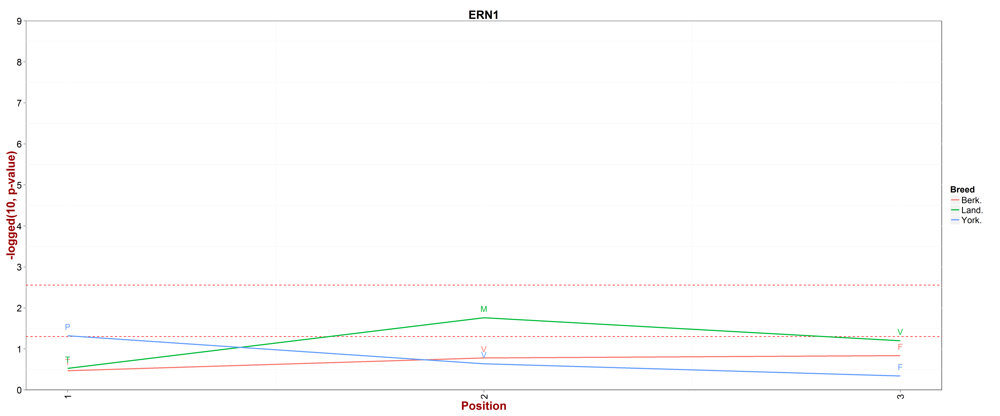 ERN1
9
8
7
6
5
4
3
2
1
0
-logged(10, p-value)
P
T
T
M
V
V
V
F
F
1
2
3
Position
Breed
Berk.
Land.
York.